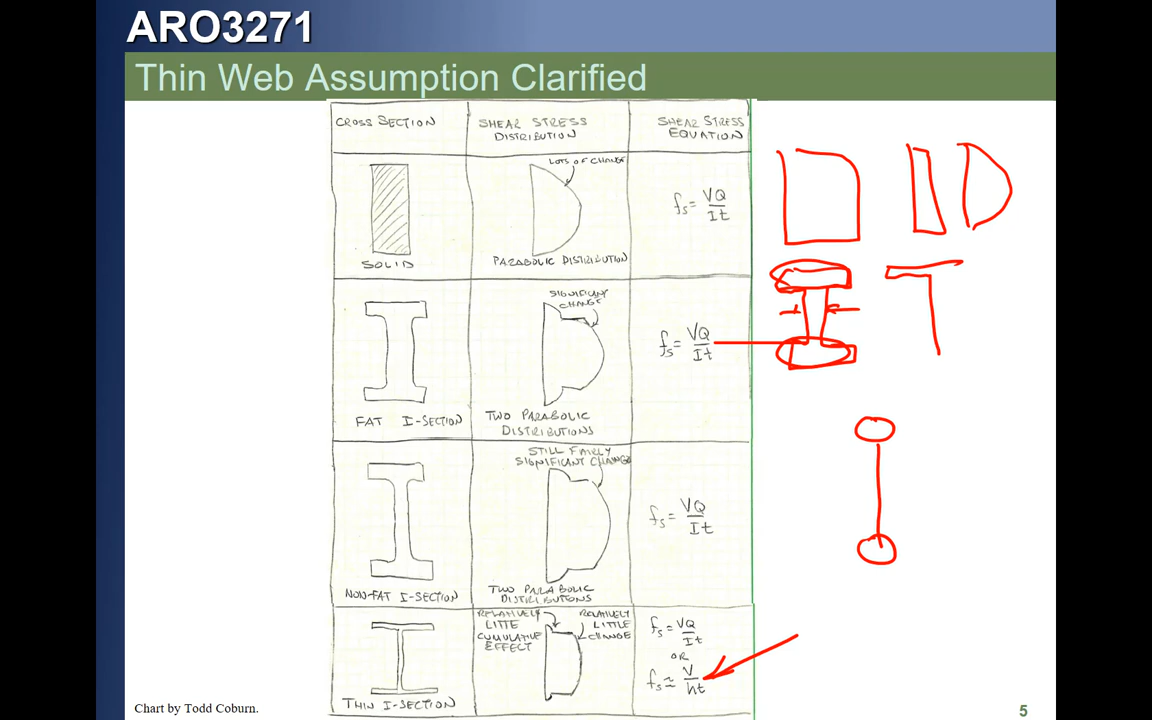 ARO3271
Thin Web Assumption Clarified
CROSS SECTION
SHEAR STRESS
DISTRIBUTION
SHEAR STRESS
EQUATION
LOTS OF CHANGE
fs = VQ
It
SOLID
PARABOLIC DISTRIBUTION
SIGNIFICANT
CHANGE
fs = VQ
It
FAT I-SECTION
TWO PARABOLIC
DISTRIBUTIONS
STILL FAIRLY
SIGNIFICANT CHANGE
fs = VQ
It
NON-FAT I-SECTION
TWO PARABOLIC
DISTRIBUTIONS
RELATIVELY
LITTE
CUMULATIVE
EFFECT
RELATIVELY
LITTLE
CHANGE
fs = VQ
It
OR
fs ≈ V
ht
THIN I-SECTION
Chart by Todd Coburn.
5